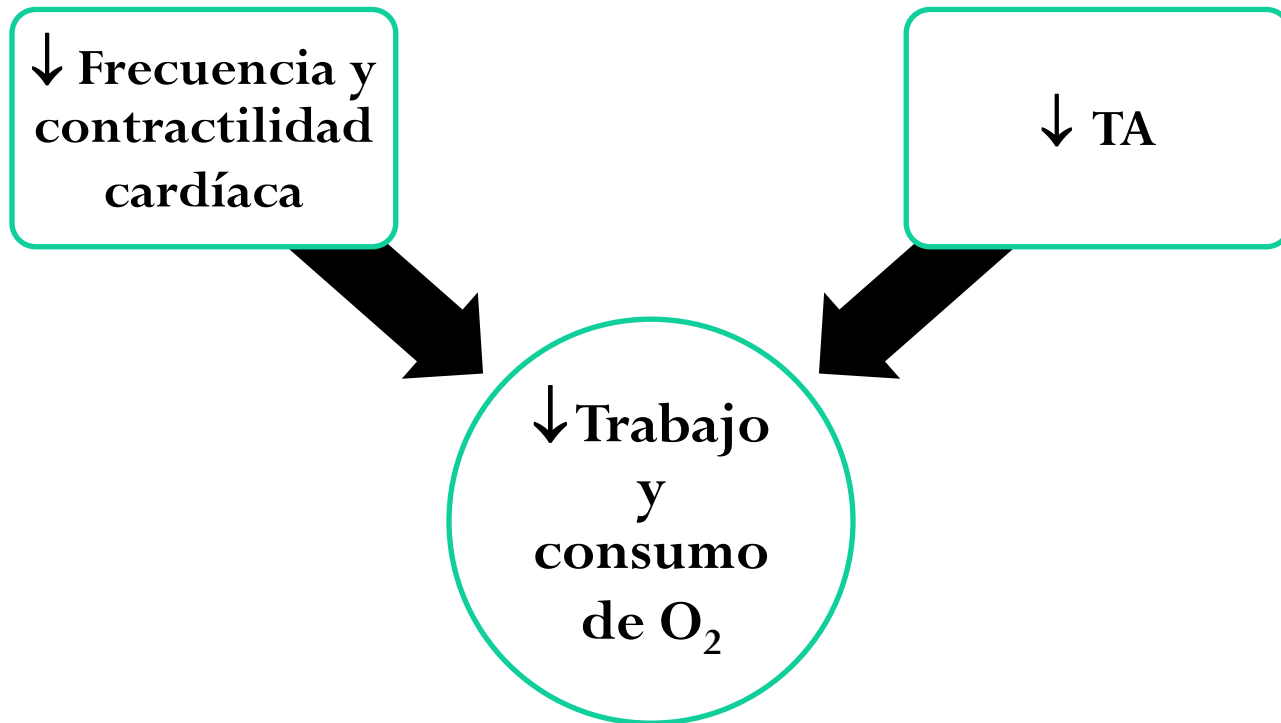 ↓ Frecuencia y
contractilidad
cardíaca
↓ TA
↓Trabajo
y
consumo
de O₂